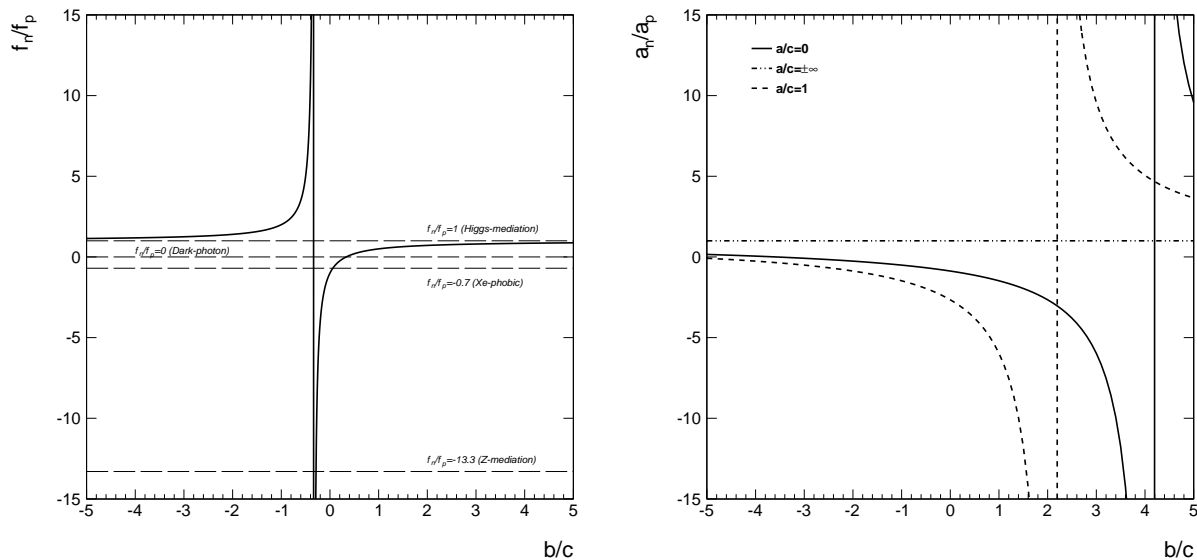 f_n/f_p
15
10
5
0
-5
-10
-15
-5 -4 -3 -2 -1 0 1 2 3 4 5
b/c
f_n/f_p=1 (Higgs-mediation)
f_n/f_p=0 (Dark-photon)
f_n/f_p=-0.7 (Xe-phobic)
f_n/f_p=-13.3 (Z-mediation)
a_n/a_p
15
10
5
0
-5
-10
-15
-5 -4 -3 -2 -1 0 1 2 3 4 5
b/c
a/c=0
a/c=±∞
a/c=1